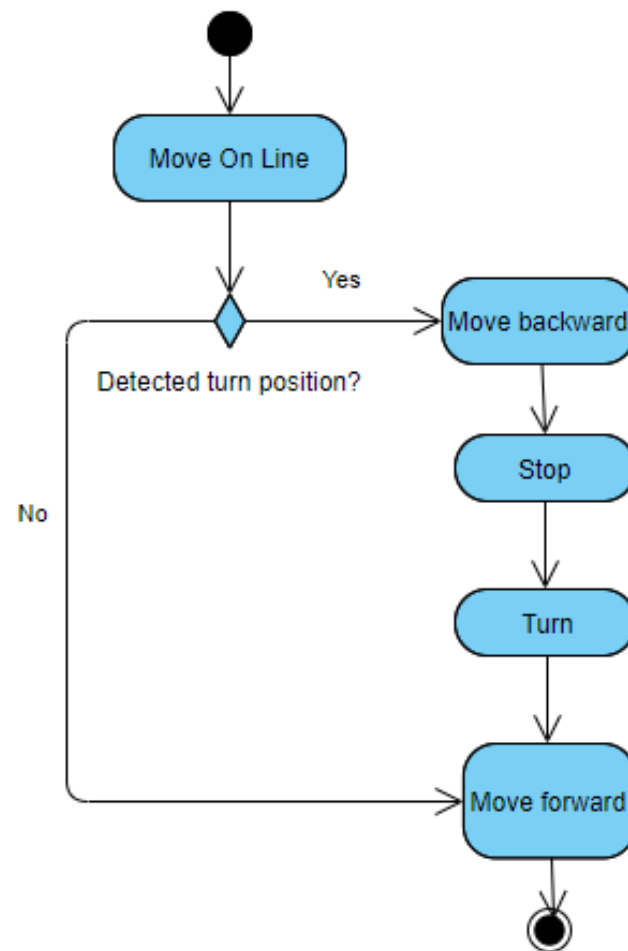 Move On Line
Yes
Move backward
Detected turn position?
Stop
No
Turn
Move forward